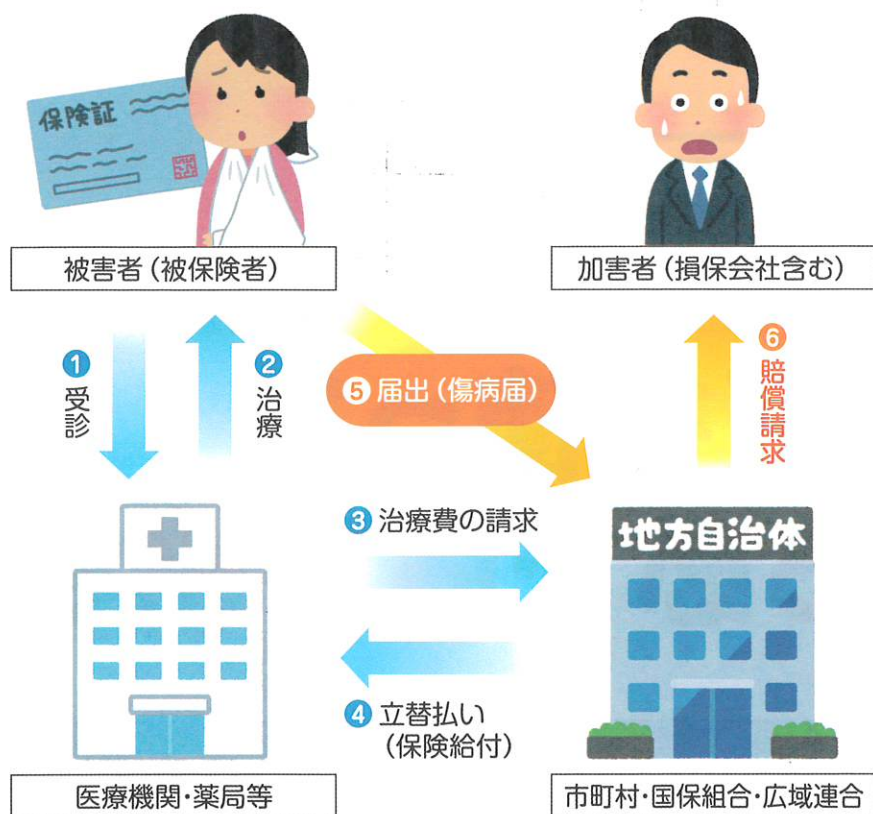 保険証
被害者（被保険者）
加害者（損保会社含む）
❶受診
❷治療
❺届出（傷病届）
❻賠償請求
❸治療費の請求
❹立替払い
（保険給付）
地方自治体
医療機関・薬局等
市町村・国保組合・広域連合